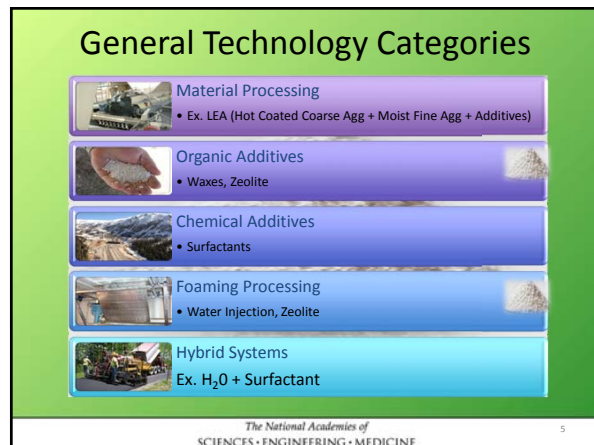 General Technology Categories
Material Processing
• Ex. LEA (Hot Coated Coarse Agg + Moist Fine Agg + Additives)
Organic Additives
• Waxes, Zeolite
Chemical Additives
• Surfactants
Foaming Processing
• Water Injection, Zeolite
Hybrid Systems
Ex. H₂0 + Surfactant
The National Academies of
SCIENCES • ENGINEERING • MEDICINE
5